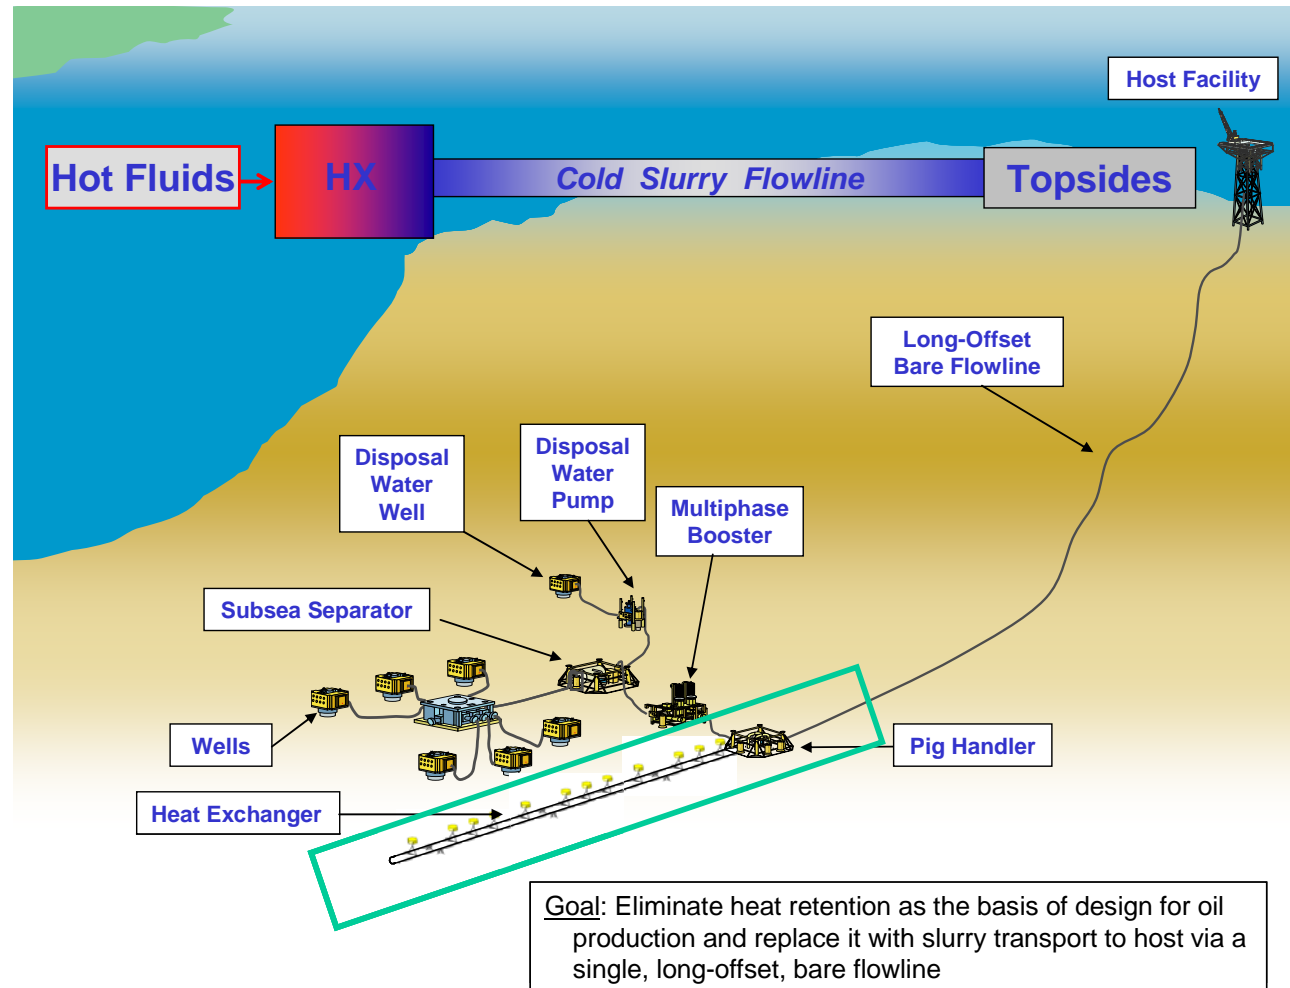 Host Facility
Hot Fluids
HX
Cold Slurry Flowline
Topsides
Long-Offset
Bare Flowline
Disposal
Water
Well
Disposal
Water
Pump
Multiphase
Booster
Subsea Separator
Wells
Pig Handler
Heat Exchanger
Goal: Eliminate heat retention as the basis of design for oil
production and replace it with slurry transport to host via a
single, long-offset, bare flowline